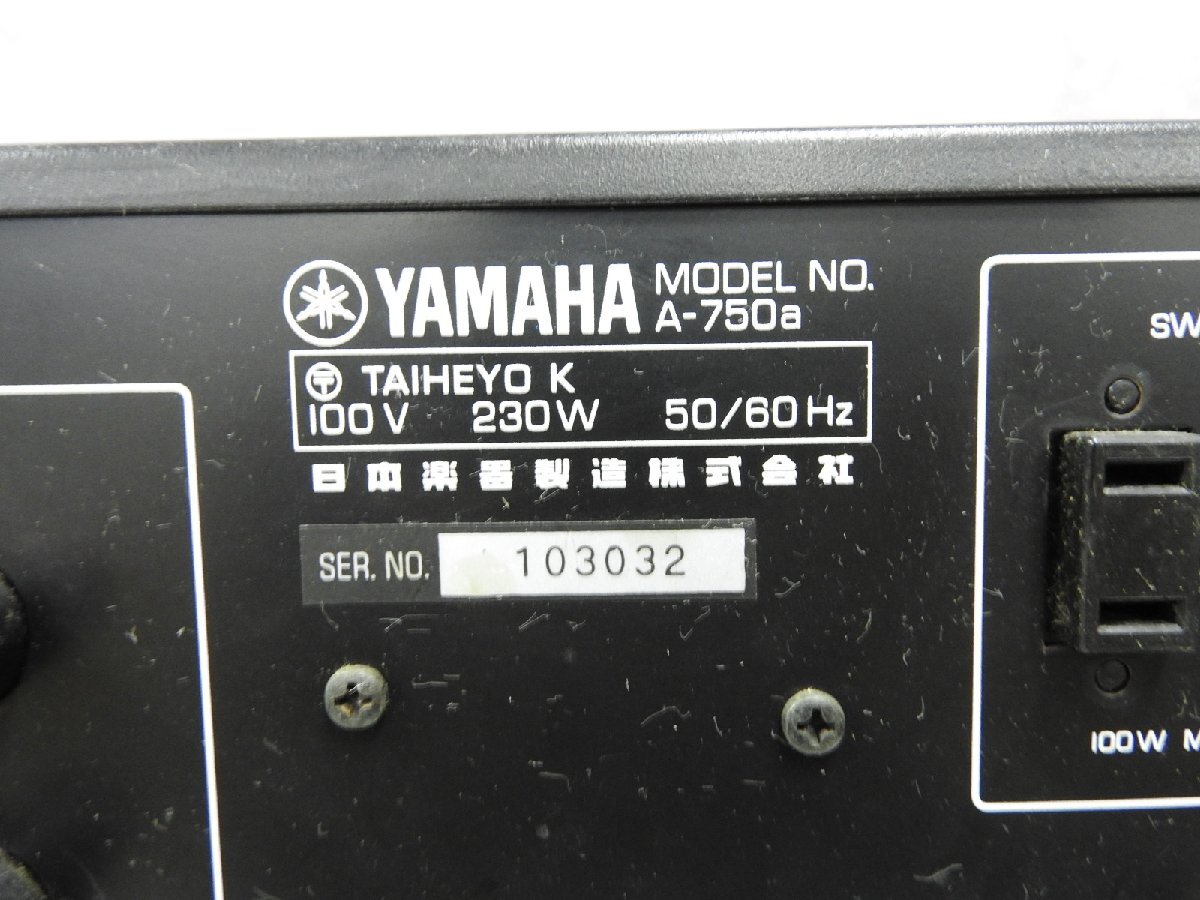 YAMAHA MODEL NO.
A-750a
〒 TAIHEYO K
100V 230W 50/60Hz
日本楽器製造株式会社
SER. NO. 103032
SW
100W M